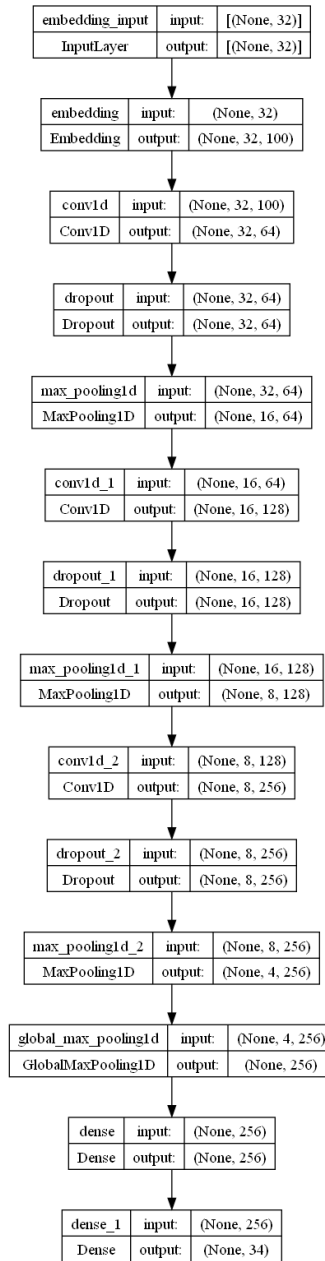 embedding_input input: [(None, 32)]
InputLayer output: [(None, 32)]
embedding input: (None, 32)
Embedding output: (None, 32, 100)
conv1d input: (None, 32, 100)
Conv1D output: (None, 32, 64)
dropout input: (None, 32, 64)
Dropout output: (None, 32, 64)
max_pooling1d input: (None, 32, 64)
MaxPooling1D output: (None, 16, 64)
conv1d_1 input: (None, 16, 64)
Conv1D output: (None, 16, 128)
dropout_1 input: (None, 16, 128)
Dropout output: (None, 16, 128)
max_pooling1d_1 input: (None, 16, 128)
MaxPooling1D output: (None, 8, 128)
conv1d_2 input: (None, 8, 128)
Conv1D output: (None, 8, 256)
dropout_2 input: (None, 8, 256)
Dropout output: (None, 8, 256)
max_pooling1d_2 input: (None, 8, 256)
MaxPooling1D output: (None, 4, 256)
global_max_pooling1d input: (None, 4, 256)
GlobalMaxPooling1D output: (None, 256)
dense input: (None, 256)
Dense output: (None, 256)
dense_1 input: (None, 256)
Dense output: (None, 34)